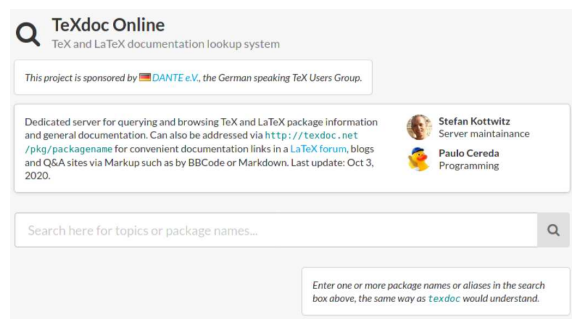 TeXdoc Online
TeX and LaTeX documentation lookup system
This project is sponsored by DANTE e.V., the German speaking TeX Users Group.
Dedicated server for querying and browsing TeX and LaTeX package information
and general documentation. Can also be addressed via http://texdoc.net
/pkg/packagename for convenient documentation links in a LaTeX forum, blogs
and Q&A sites via Markup such as by BBCode or Markdown. Last update: Oct 3,
2020.
Stefan Kottwitz
Server maintainance
Paulo Cereda
Programming
Search here for topics or package names...
Enter one or more package names or aliases in the search
box above, the same way as texdoc would understand.